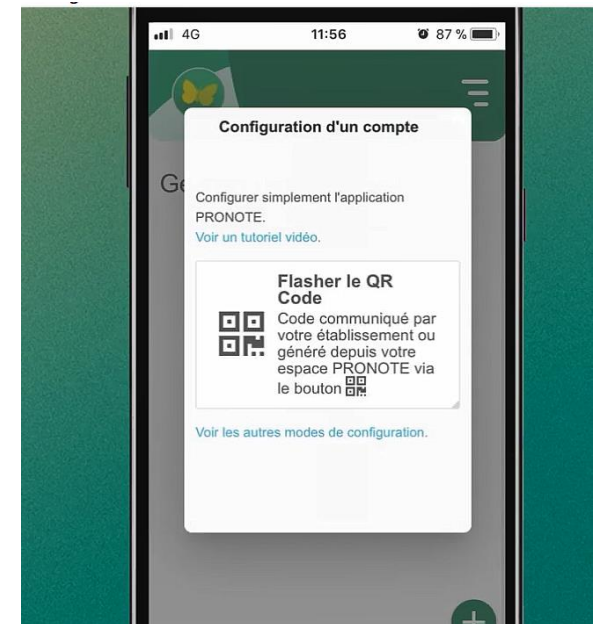 4G 11:56 87 %
Configuration d'un compte
Configurer simplement l'application
PRONOTE.
Voir un tutoriel vidéo.
Flasher le QR
Code
Code communiqué par
votre établissement ou
généré depuis votre
espace PRONOTE via
le bouton
Voir les autres modes de configuration.